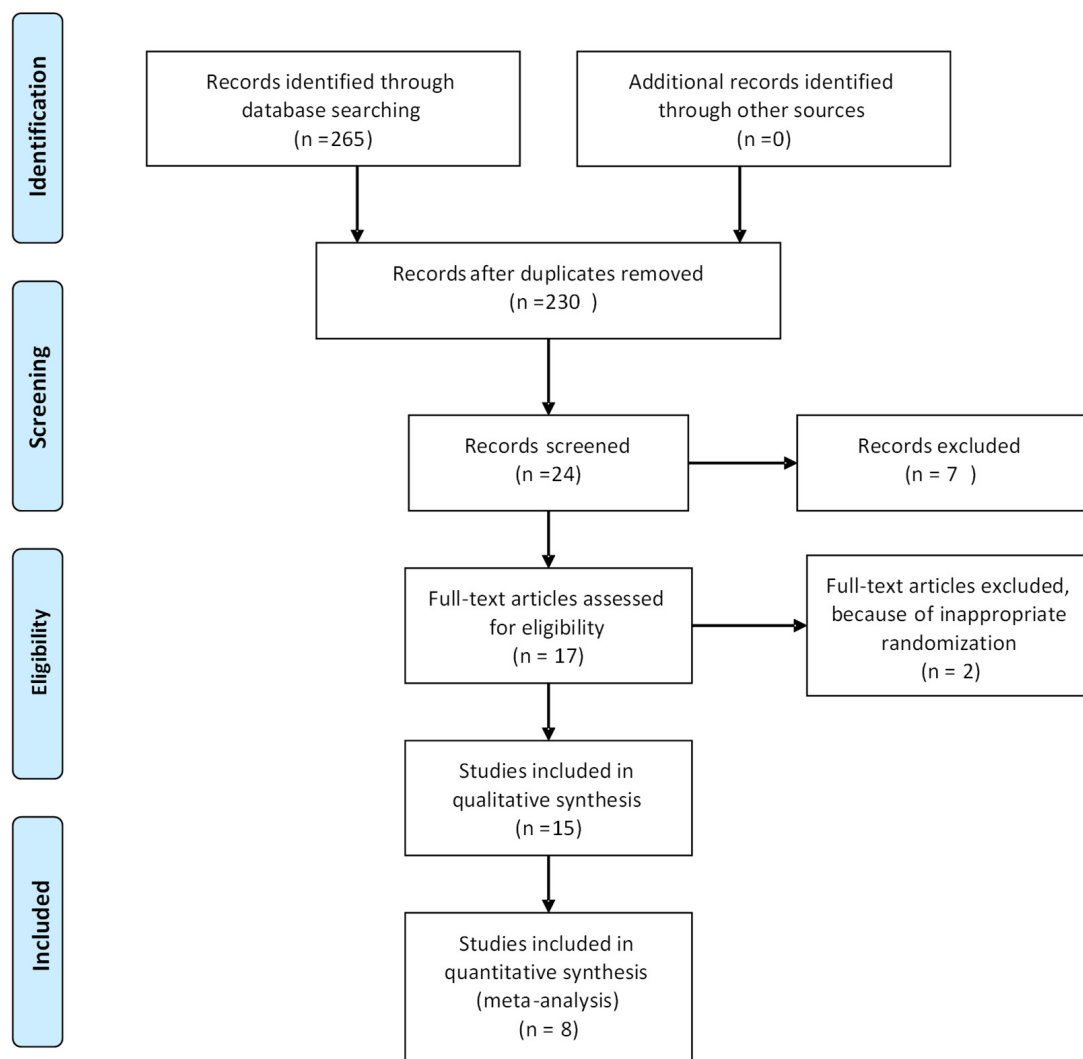 Identification
Records identified through
database searching
(n =265)
Additional records identified
through other sources
(n =0)
Records after duplicates removed
(n =230  )
Screening
Records screened
(n =24)
Records excluded
(n = 7  )
Eligibility
Full-text articles assessed
for eligibility
(n = 17)
Full-text articles excluded,
because of inappropriate
randomization
(n = 2)
Studies included in
qualitative synthesis
(n =15)
Included
Studies included in
quantitative synthesis
(meta-analysis)
(n = 8)